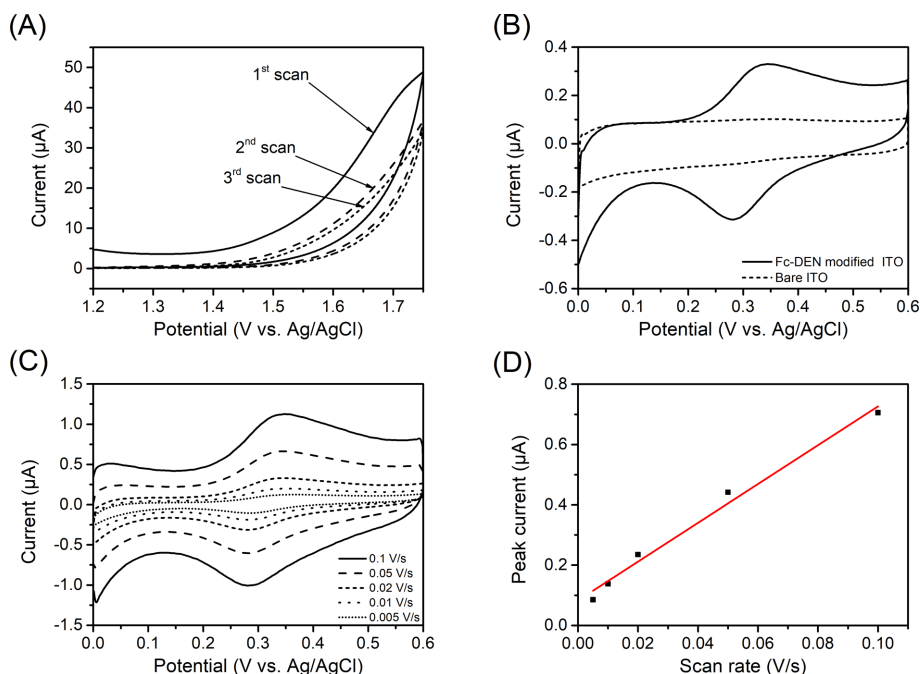 (A)
50
40
30
20
10
0
Current (µA)
1st scan
2nd scan
3rd scan
1.2 1.3 1.4 1.5 1.6 1.7
Potential (V vs. Ag/AgCl)
(B)
0.4
0.2
0.0
-0.2
-0.4
-0.6
Current (µA)
Fc-DEN modified ITO
Bare ITO
0.0 0.1 0.2 0.3 0.4 0.5 0.6
Potential (V vs. Ag/AgCl)
(C)
1.5
1.0
0.5
0.0
-0.5
-1.0
-1.5
Current (µA)
0.1 V/s
0.05 V/s
0.02 V/s
0.01 V/s
0.005 V/s
0.0 0.1 0.2 0.3 0.4 0.5 0.6
Potential (V vs. Ag/AgCl)
(D)
0.8
0.6
0.4
0.2
0.0
Peak current (µA)
0.00 0.02 0.04 0.06 0.08 0.10
Scan rate (V/s)